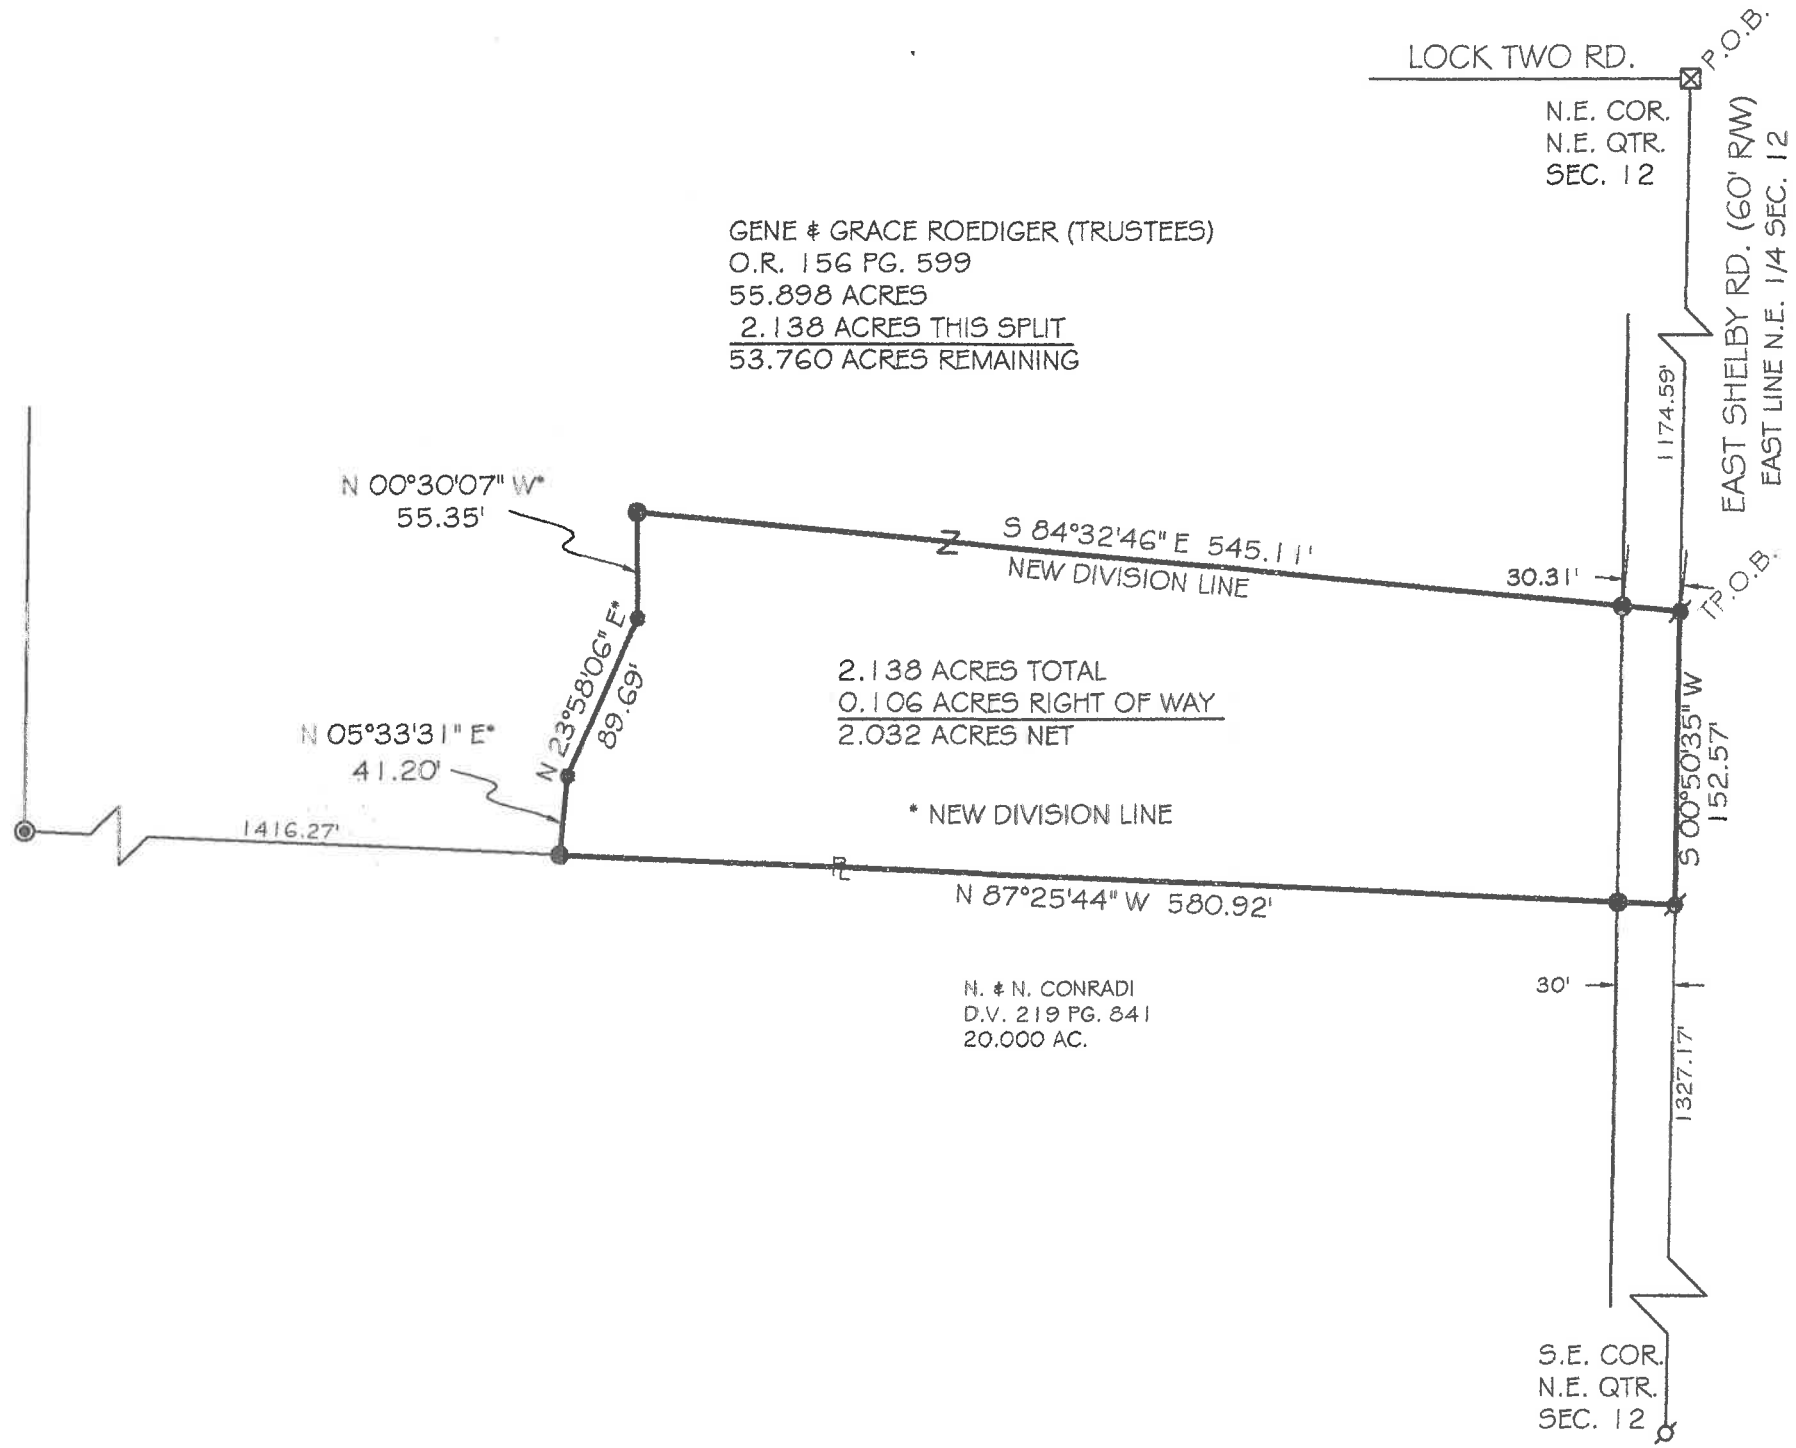 LOCK TWO RD.
P.O.B.
N.E. COR.
N.E. QTR.
SEC. 12
EAST SHELBY RD. (60' R/W)
EAST LINE N.E. 1/4 SEC. 12
GENE & GRACE ROEDIGER (TRUSTEES)
O.R. 156 PG. 599
55.898 ACRES
2.138 ACRES THIS SPLIT
53.760 ACRES REMAINING
1174.59'
N 00°30'07" W*
55.35'
S 84°32'46" E 545.11'
NEW DIVISION LINE
30.31'
TP.O.B.
N 23°58'06" E*
89.69'
2.138 ACRES TOTAL
0.106 ACRES RIGHT OF WAY
2.032 ACRES NET
S 00°50'35" W
152.57'
N 05°33'31" E*
41.20'
* NEW DIVISION LINE
1416.27'
PL
N 87°25'44" W 580.92'
N. & N. CONRADI
D.V. 219 PG. 841
20.000 AC.
30'
1327.17'
S.E. COR.
N.E. QTR.
SEC. 12